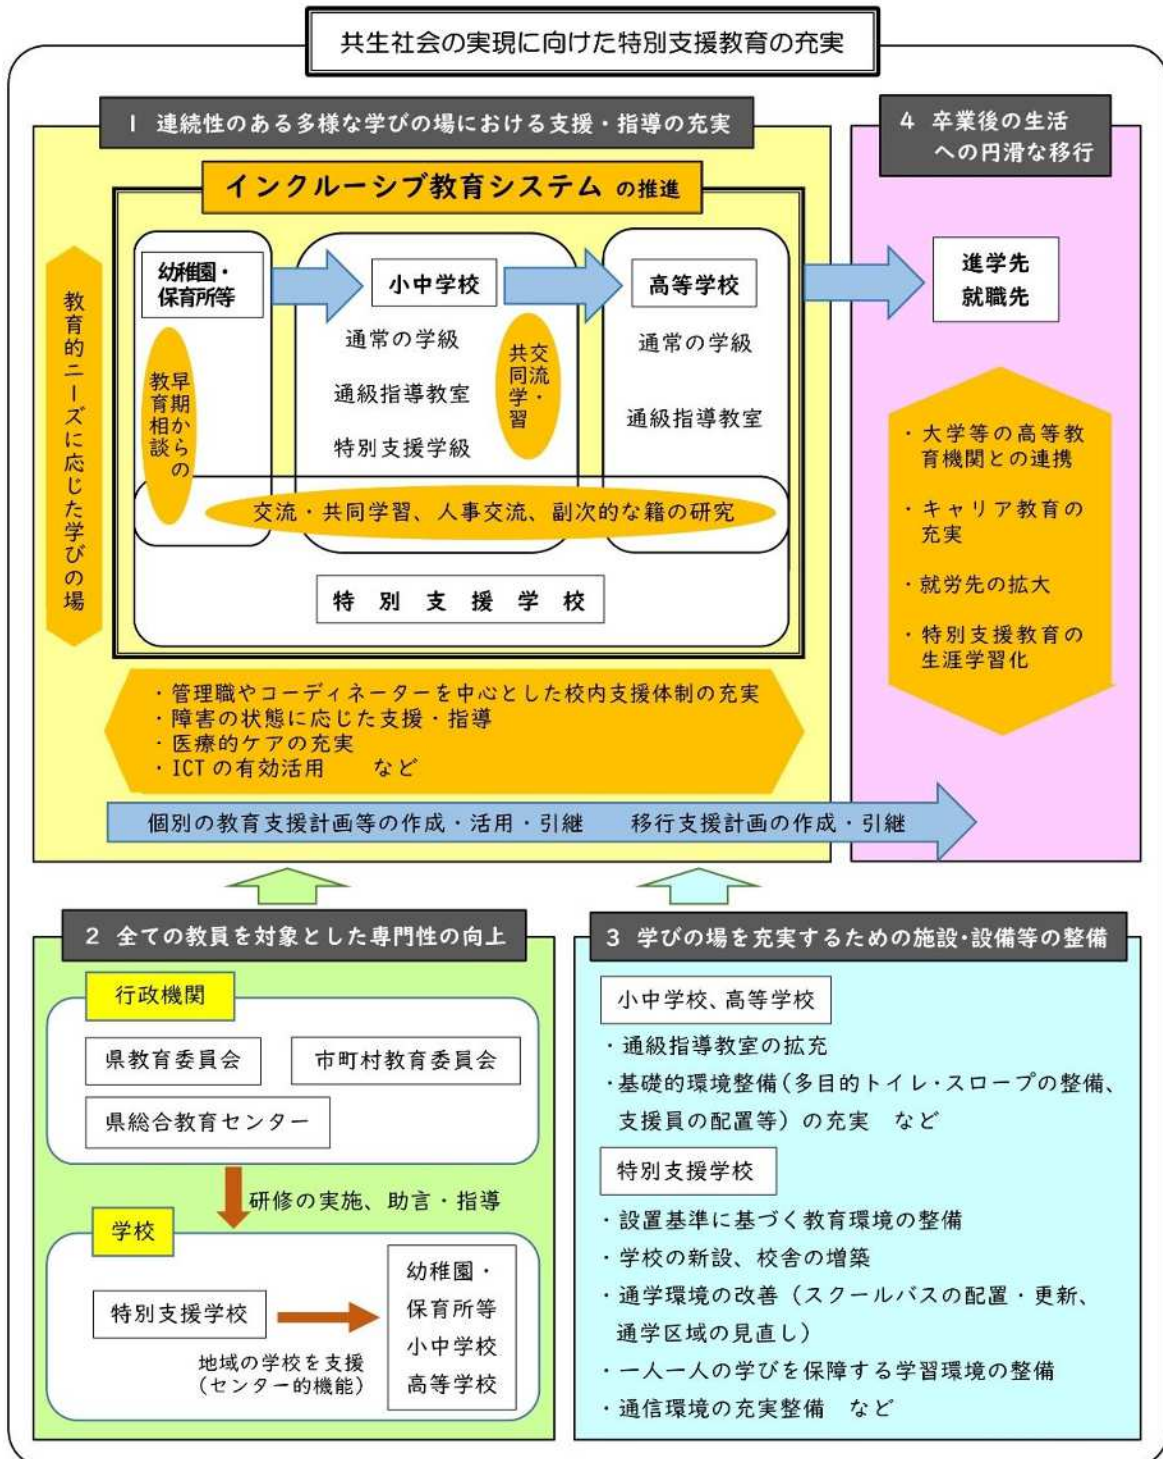 共生社会の実現に向けた特別支援教育の充実
1 連続性のある多様な学びの場における支援・指導の充実
インクルーシブ教育システム の推進
教育的ニーズに応じた学びの場
幼稚園・
保育所等
早期からの
教育相談
小中学校
通常の学級
通級指導教室
特別支援学級
交流・
共同学習
高等学校
通常の学級
通級指導教室
交流・共同学習、人事交流、副次的な籍の研究
特別支援学校
・管理職やコーディネーターを中心とした校内支援体制の充実
・障害の状態に応じた支援・指導
・医療的ケアの充実
・ICTの有効活用　など
個別の教育支援計画等の作成・活用・引継　移行支援計画の作成・引継
4 卒業後の生活
への円滑な移行
進学先
就職先
・大学等の高等教
育機関との連携
・キャリア教育の
充実
・就労先の拡大
・特別支援教育の
生涯学習化
2 全ての教員を対象とした専門性の向上
行政機関
県教育委員会
市町村教育委員会
県総合教育センター
研修の実施、助言・指導
学校
特別支援学校
地域の学校を支援
(センター的機能)
幼稚園・
保育所等
小中学校
高等学校
3 学びの場を充実するための施設・設備等の整備
小中学校、高等学校
・通級指導教室の拡充
・基礎的環境整備(多目的トイレ・スロープの整備、
支援員の配置等)の充実　など
特別支援学校
・設置基準に基づく教育環境の整備
・学校の新設、校舎の増築
・通学環境の改善(スクールバスの配置・更新、
通学区域の見直し)
・一人一人の学びを保障する学習環境の整備
・通信環境の充実整備　など